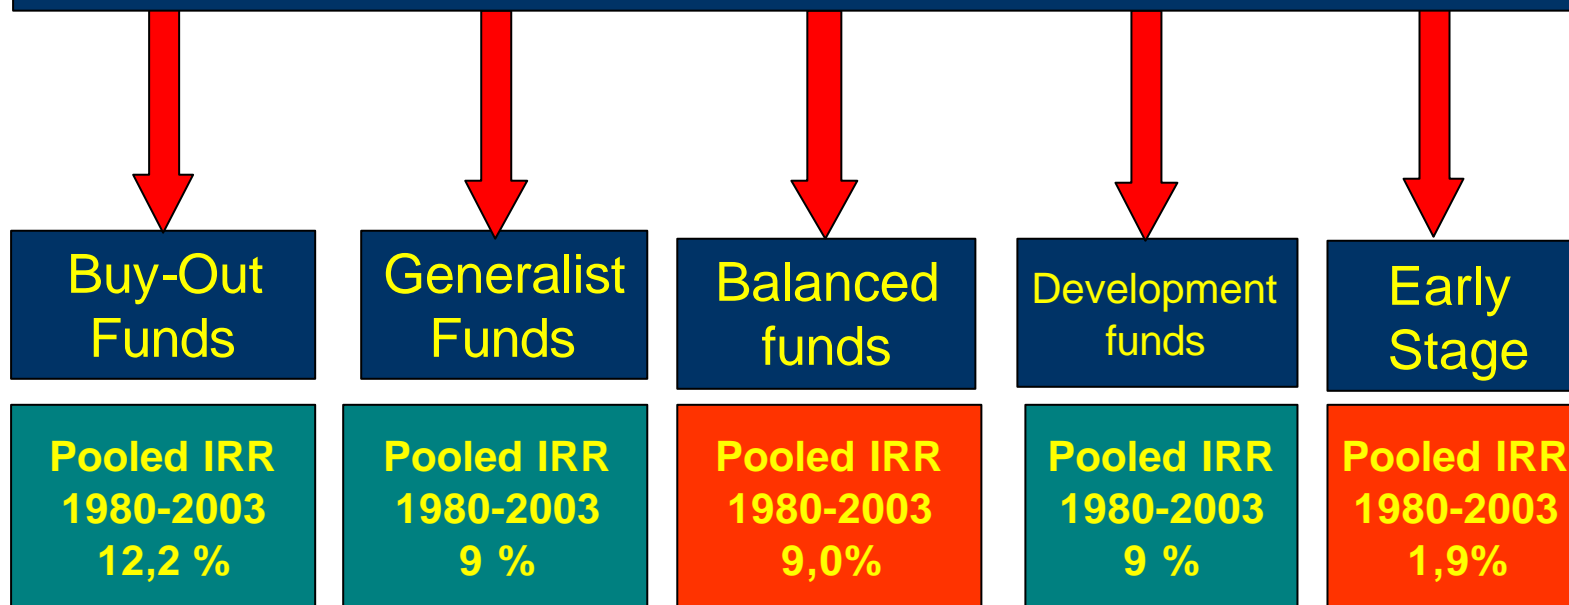 Buy-Out
Funds
Generalist
Funds
Balanced
funds
Development
funds
Early
Stage
Pooled IRR
1980-2003
12,2 %
Pooled IRR
1980-2003
9 %
Pooled IRR
1980-2003
9,0%
Pooled IRR
1980-2003
9 %
Pooled IRR
1980-2003
1,9%